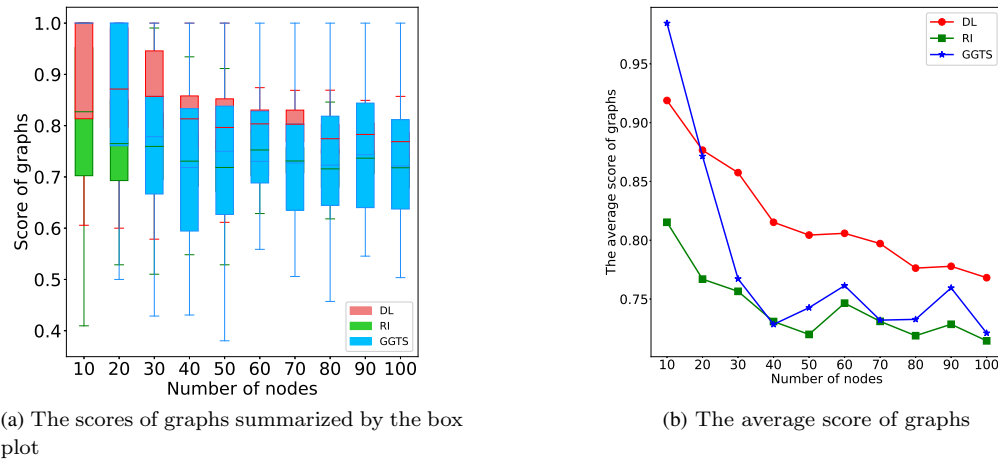 1.0
0.9
0.8
0.7
0.6
0.5
0.4
Score of graphs
DL
RI
GGTS
10 20 30 40 50 60 70 80 90 100
Number of nodes
(a) The scores of graphs summarized by the box
plot
0.95
0.90
0.85
0.80
0.75
The average score of graphs
DL
RI
GGTS
10 20 30 40 50 60 70 80 90 100
Number of nodes
(b) The average score of graphs